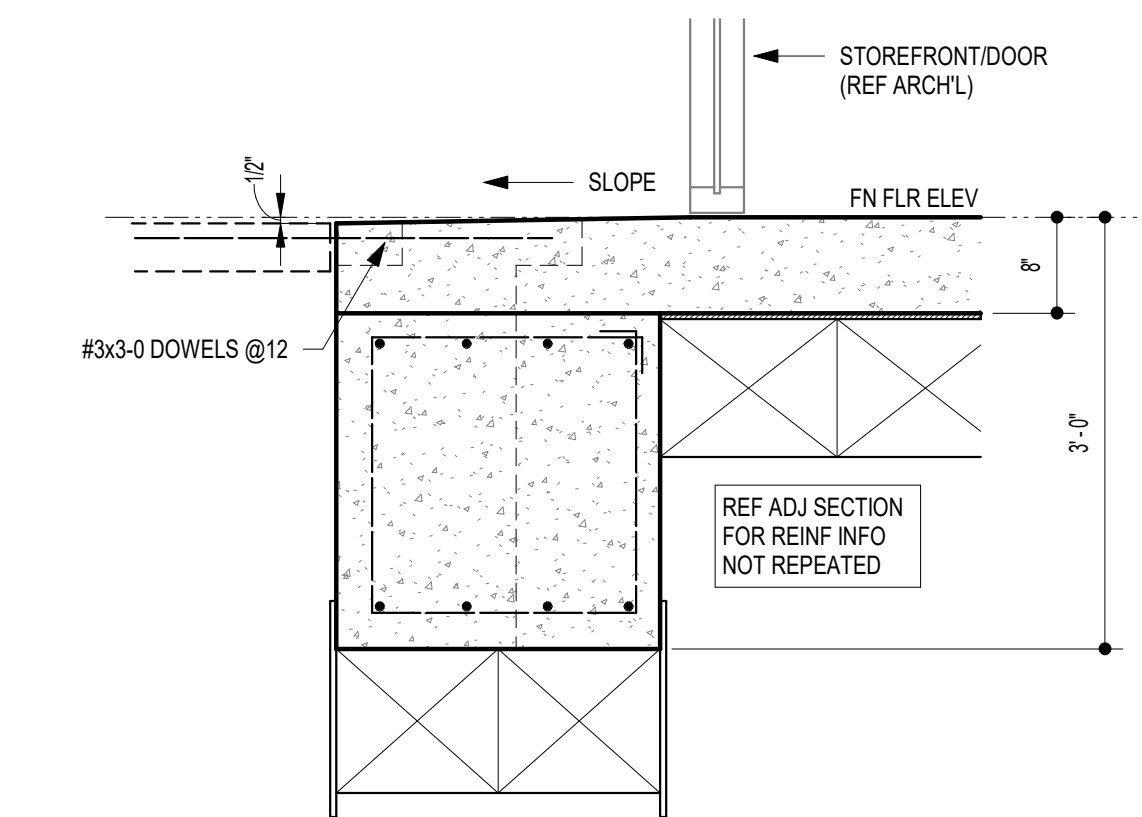 STOREFRONT/DOOR
(REF ARCH'L)
1/2"
SLOPE
FN FLR ELEV
8"
#3x3-0 DOWELS @12
3' - 0"
REF ADJ SECTION
FOR REINF INFO
NOT REPEATED